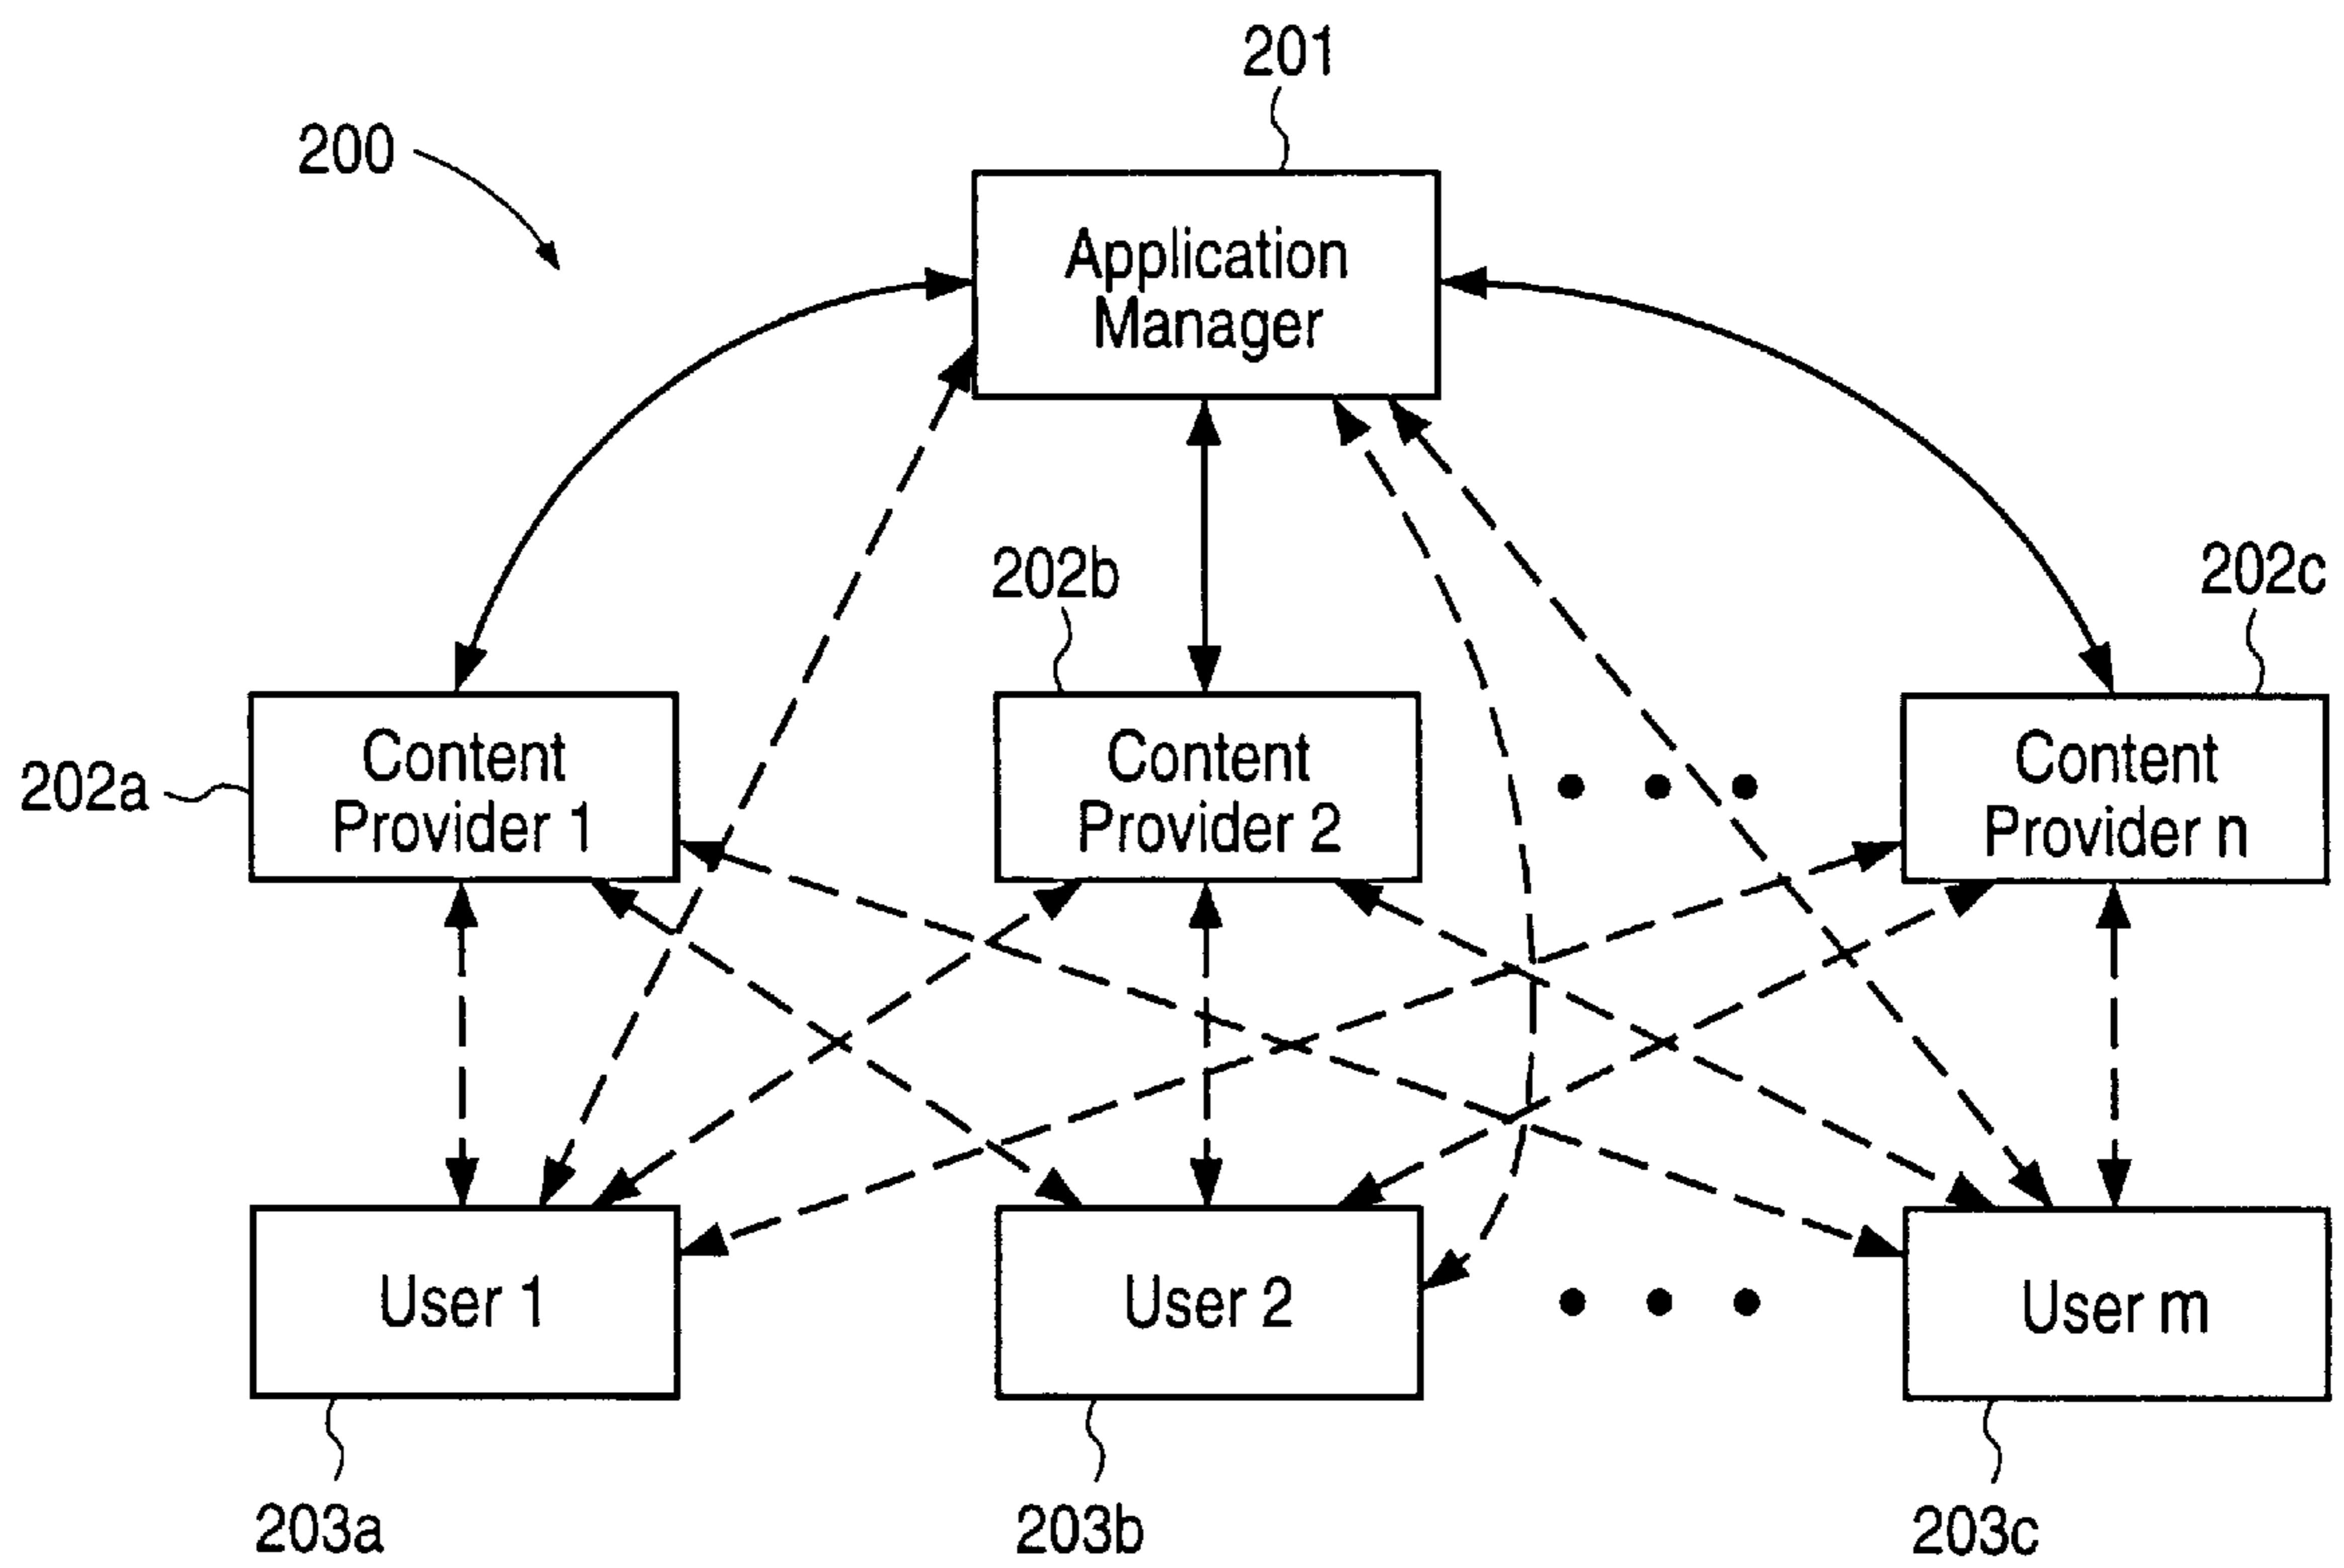 201
200
Application
Manager
202b
202c
202a
Content
Provider 1
Content
Provider 2
Content
Provider n
User 1
User 2
User m
203a
203b
203c